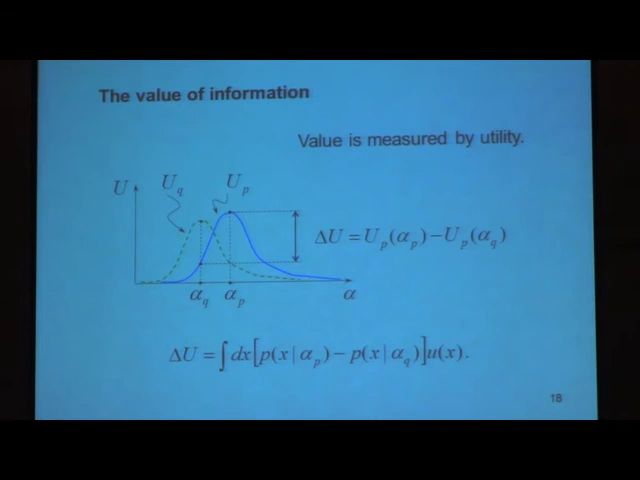 The value of information
Value is measured by utility.
U U_q U_p
ΔU = U_p(α_p) − U_p(α_q)
α_q α_p α
ΔU = ∫dx[p(x | α_p) − p(x | α_q)]u(x).
18